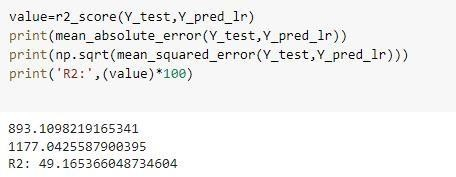 value=r2_score(Y_test,Y_pred_lr)
print(mean_absolute_error(Y_test,Y_pred_lr))
print(np.sqrt(mean_squared_error(Y_test,Y_pred_lr)))
print('R2:',(value)*100)
893.1098219165341
1177.0425587900395
R2: 49.165366048734604